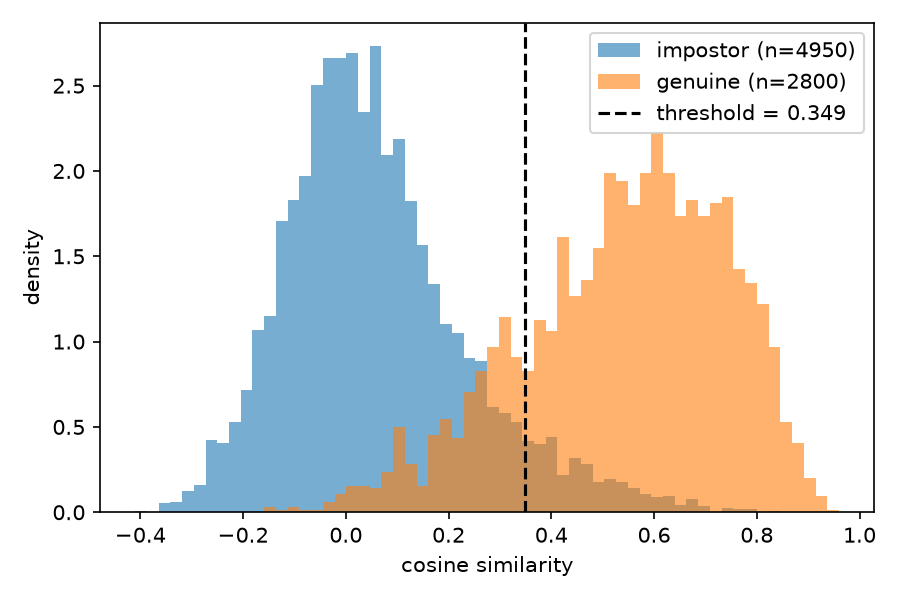 impostor (n=4950)
genuine (n=2800)
threshold = 0.349
density
2.5
2.0
1.5
1.0
0.5
0.0
−0.4 −0.2 0.0 0.2 0.4 0.6 0.8 1.0
cosine similarity